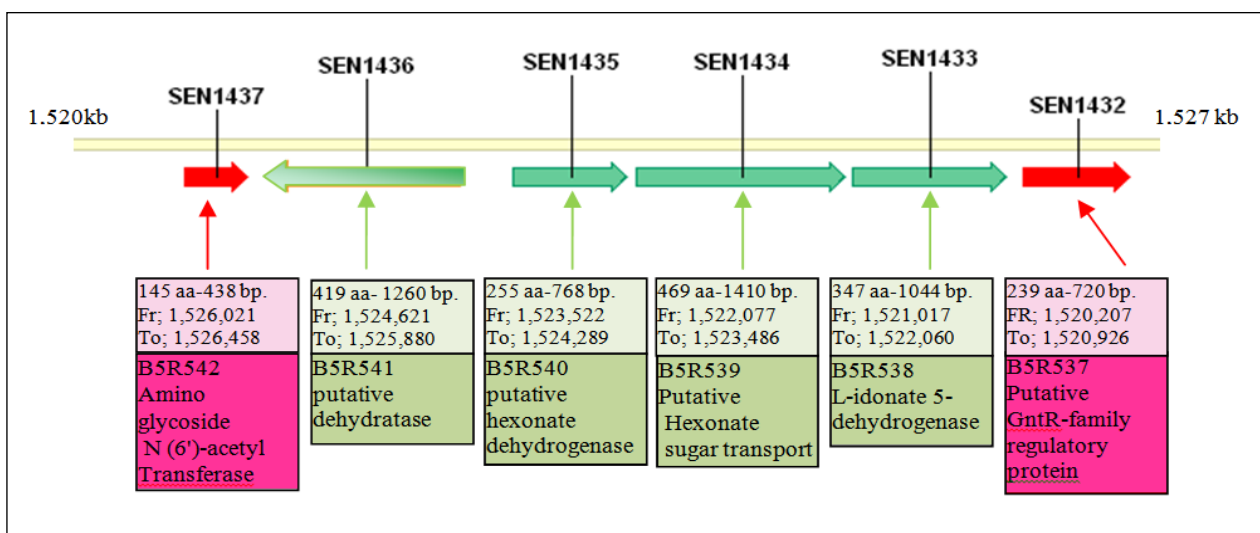 SEN1437
SEN1436
SEN1435
SEN1434
SEN1433
SEN1432
1.520kb
1.527 kb
145 aa-438 bp.
Fr; 1,526,021
To; 1,526,458
B5R542
Amino
glycoside
N (6')-acetyl
Transferase
419 aa- 1260 bp.
Fr; 1,524,621
To; 1,525,880
B5R541
putative
dehydratase
255 aa-768 bp.
Fr; 1,523,522
To; 1,524,289
B5R540
putative
hexonate
dehydrogenase
469 aa-1410 bp.
Fr; 1,522,077
To; 1,523,486
B5R539
Putative
Hexonate
sugar transport
347 aa-1044 bp.
Fr; 1,521,017
To; 1,522,060
B5R538
L-idonate 5-
dehydrogenase
239 aa-720 bp.
FR; 1,520,207
To; 1,520,926
B5R537
Putative
GntR-family
regulatory
protein